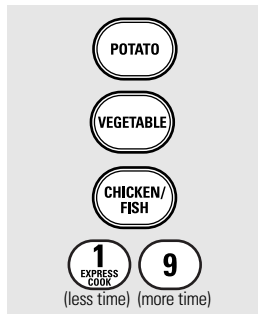 POTATO
VEGETABLE
CHICKEN/
FISH
1 9
EXPRESS
COOK
(less time) (more time)